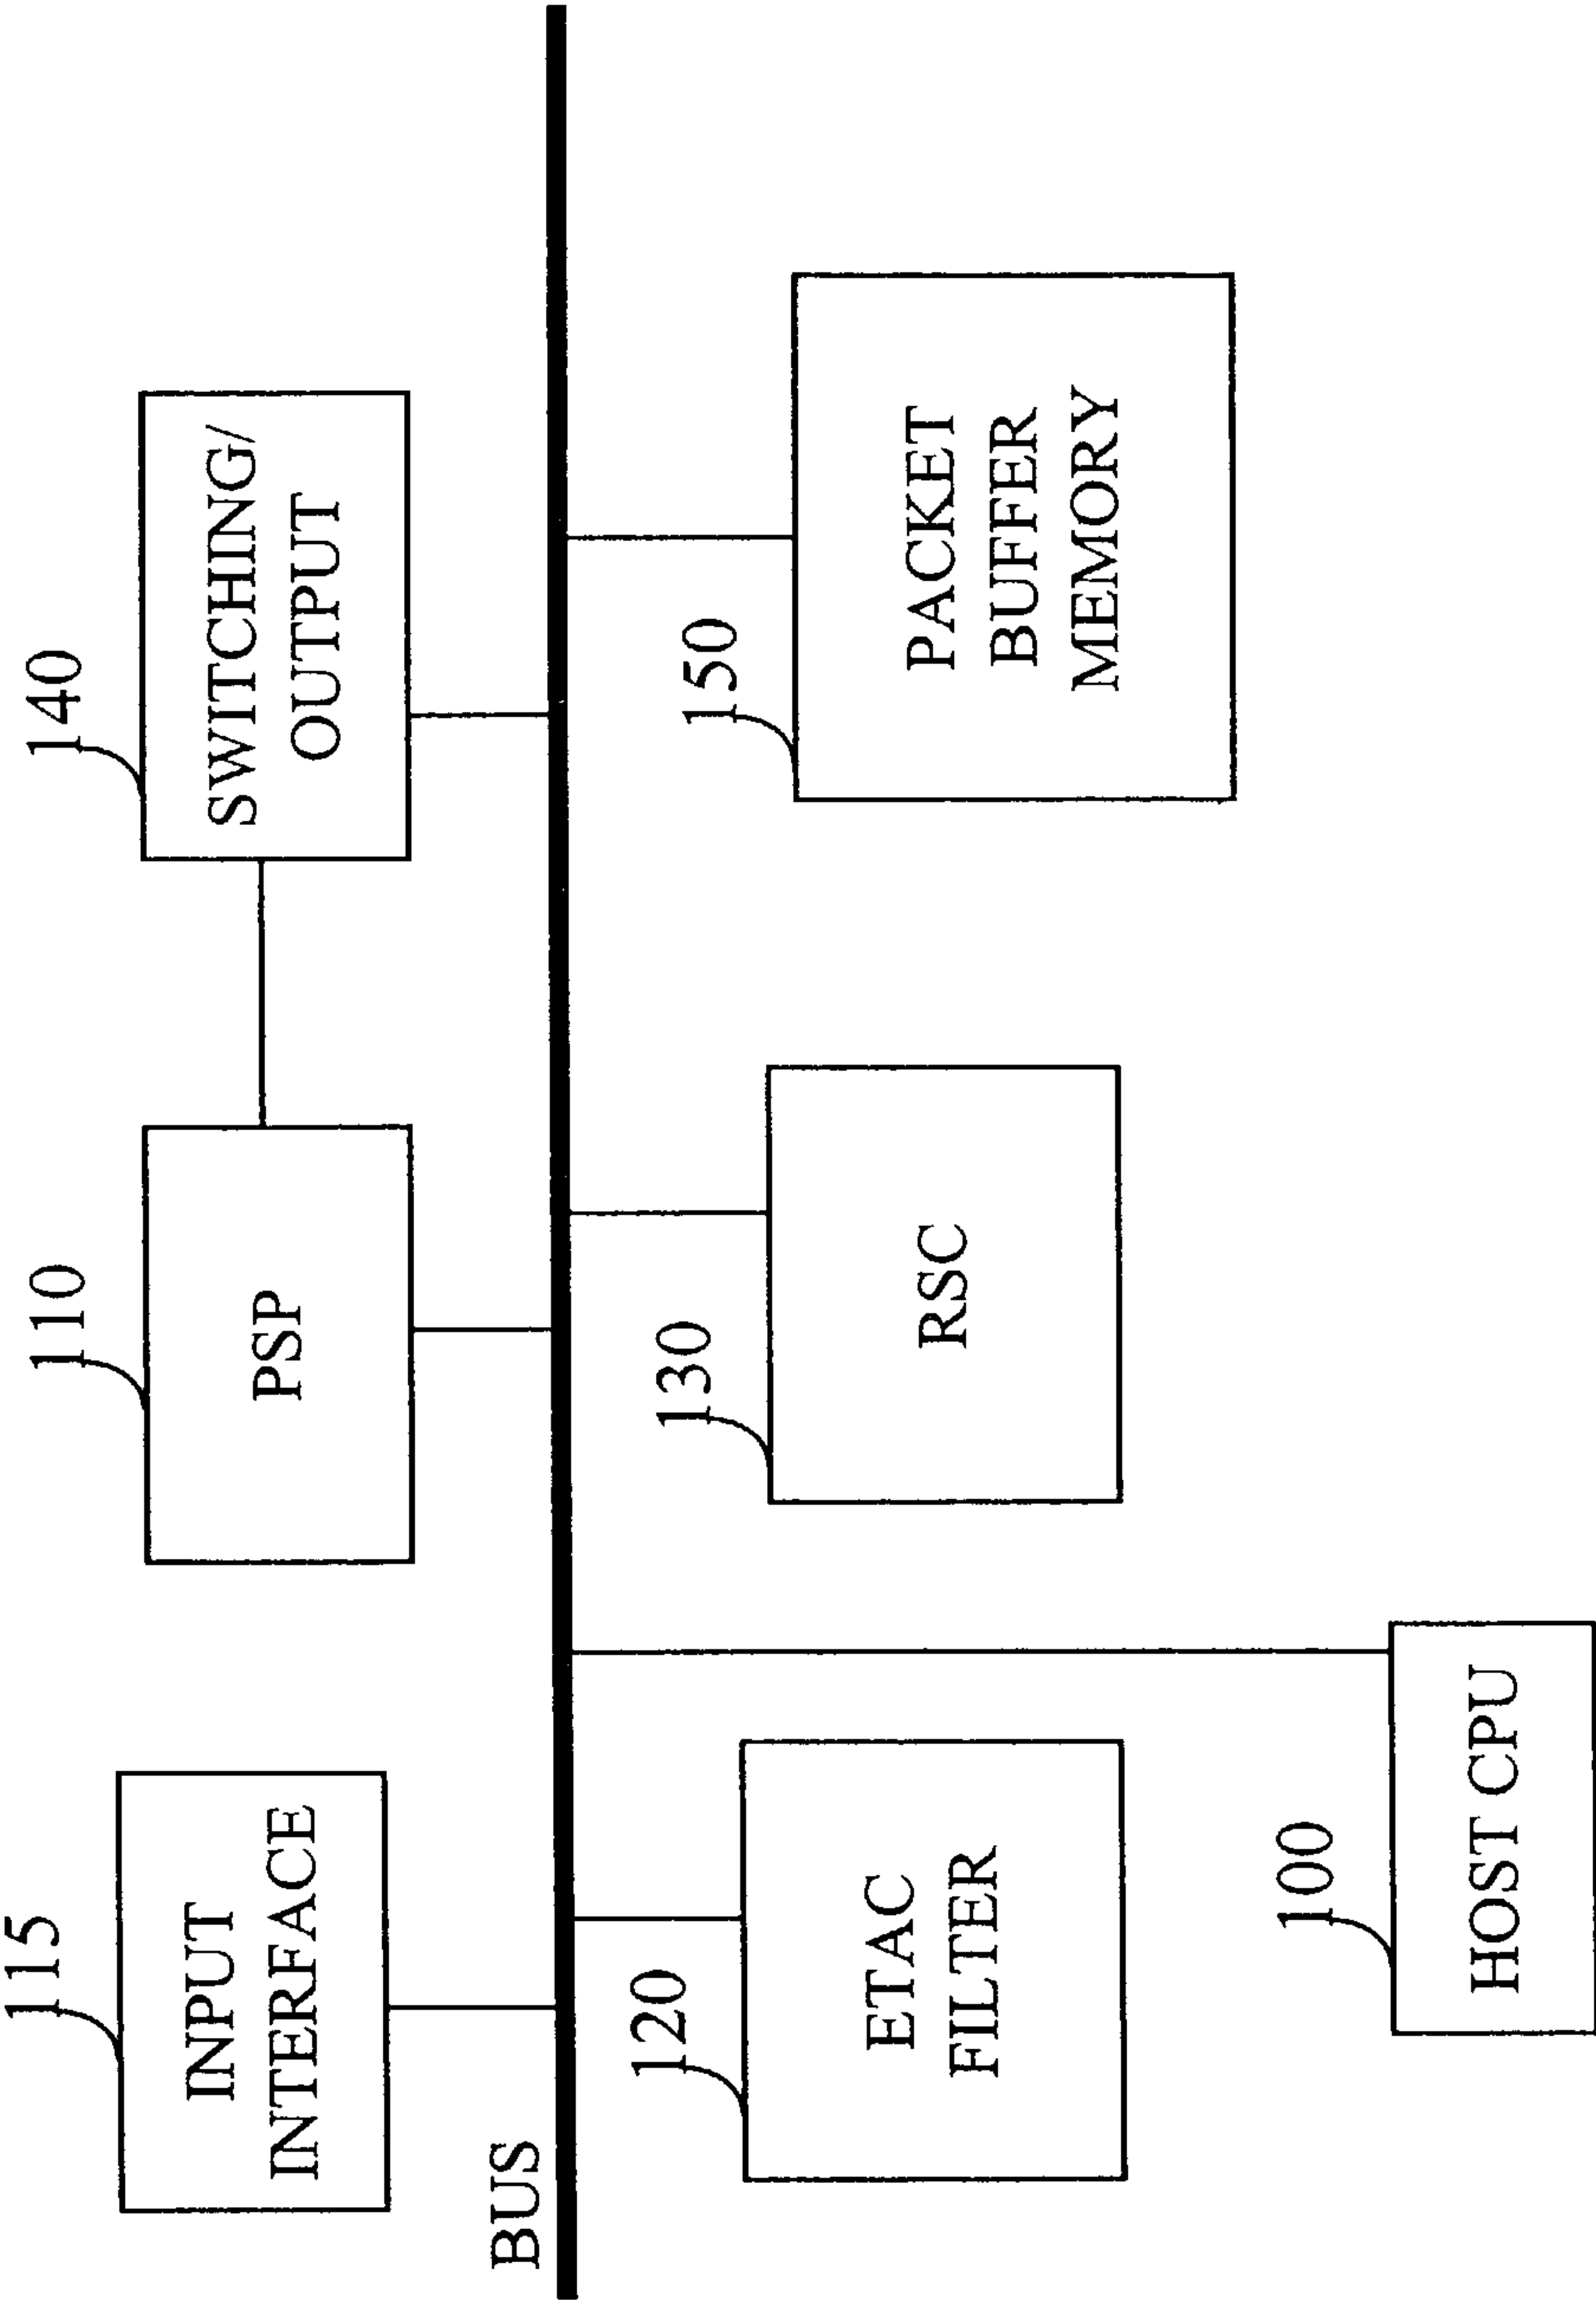 115
INPUT
INTERFACE
110
PSP
140
SWITCHING/
OUTPUT
BUS
120
ETAC
FILTER
130
RSC
150
PACKET
BUFFER
MEMORY
100
HOST CPU